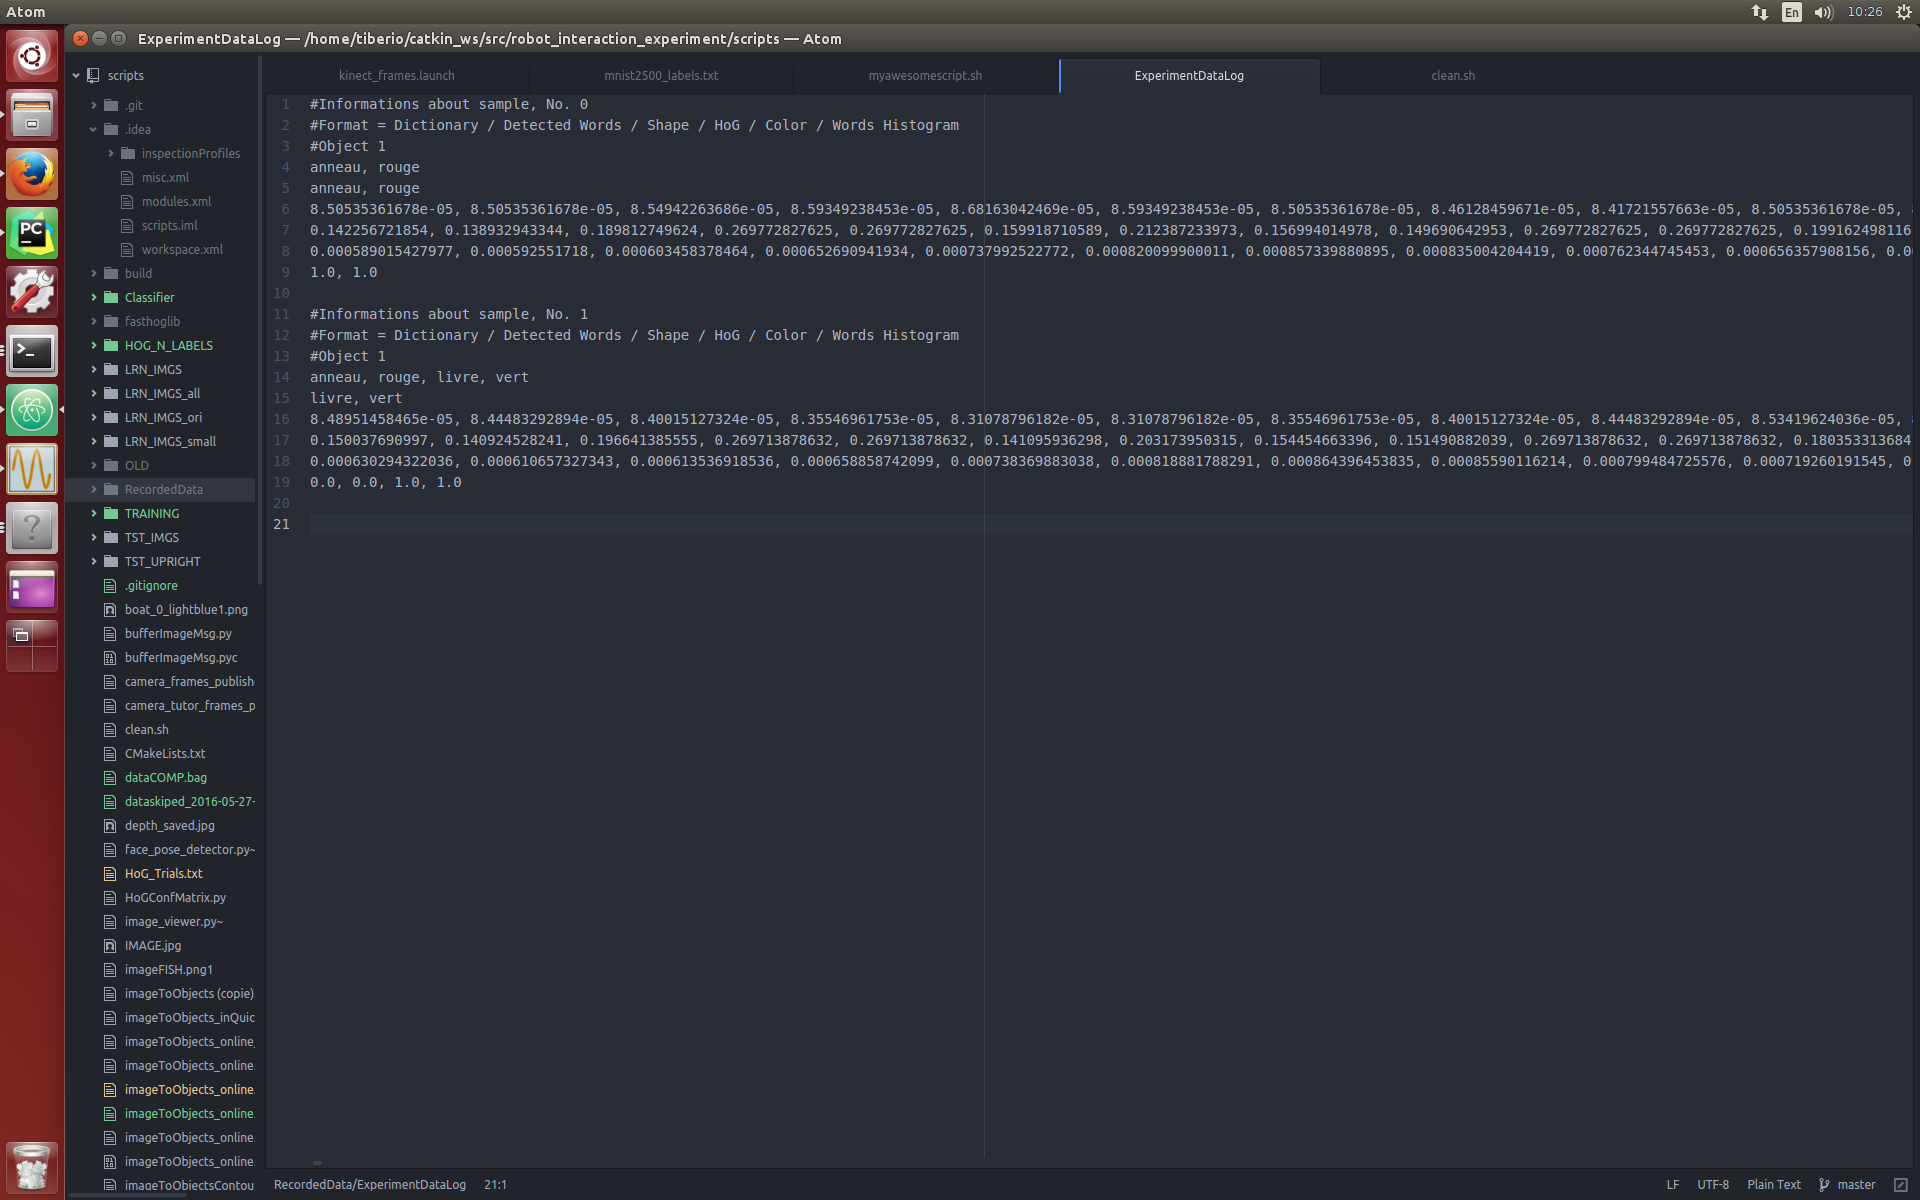 Atom
En
10:26
ExperimentDataLog — /home/tiberio/catkin_ws/src/robot_interaction_experiment/scripts — Atom
scripts
.git
.idea
inspectionProfiles
misc.xml
modules.xml
scripts.iml
workspace.xml
build
Classifier
fasthoglib
HOG_N_LABELS
LRN_IMGS
LRN_IMGS_all
LRN_IMGS_ori
LRN_IMGS_small
OLD
RecordedData
TRAINING
TST_IMGS
TST_UPRIGHT
.gitignore
boat_0_lightblue1.png
bufferImageMsg.py
bufferImageMsg.pyc
camera_frames_publish
camera_tutor_frames_p
clean.sh
CMakeLists.txt
dataCOMP.bag
dataskiped_2016-05-27-
depth_saved.jpg
face_pose_detector.py~
HoG_Trials.txt
HoGConfMatrix.py
image_viewer.py~
IMAGE.jpg
imageFISH.png1
imageToObjects (copie)
imageToObjects_inQuic
imageToObjects_online_
imageToObjects_online.
imageToObjects_online.
imageToObjects_online.
imageToObjects_online.
imageToObjects_online.
imageToObjectsContou
kinect_frames.launch
mnist2500_labels.txt
myawesomescript.sh
ExperimentDataLog
clean.sh
1 #Informations about sample, No. 0
2 #Format = Dictionary / Detected Words / Shape / HoG / Color / Words Histogram
3 #Object 1
4 anneau, rouge
5 anneau, rouge
6 8.50535361678e-05, 8.50535361678e-05, 8.54942263686e-05, 8.59349238453e-05, 8.68163042469e-05, 8.59349238453e-05, 8.50535361678e-05, 8.46128459671e-05, 8.41721557663e-05, 8.50535361678e-05,
7 0.142256721854, 0.138932943344, 0.189812749624, 0.269772827625, 0.269772827625, 0.159918710589, 0.212387233973, 0.156994014978, 0.149690642953, 0.269772827625, 0.269772827625, 0.199162498116
8 0.000589015427977, 0.000592551718, 0.000603458378464, 0.000652690941934, 0.000737992522772, 0.000820099900011, 0.000857339880895, 0.000835004204419, 0.000762344745453, 0.000656357908156, 0.0
9 1.0, 1.0
10
11 #Informations about sample, No. 1
12 #Format = Dictionary / Detected Words / Shape / HoG / Color / Words Histogram
13 #Object 1
14 anneau, rouge, livre, vert
15 livre, vert
16 8.48951458465e-05, 8.44483292894e-05, 8.40015127324e-05, 8.35546961753e-05, 8.31078796182e-05, 8.31078796182e-05, 8.35546961753e-05, 8.40015127324e-05, 8.44483292894e-05, 8.53419624036e-05,
17 0.150037690997, 0.140924528241, 0.196641385555, 0.269713878632, 0.269713878632, 0.141095936298, 0.203173950315, 0.154454663396, 0.151490882039, 0.269713878632, 0.269713878632, 0.180353313684
18 0.000630294322036, 0.000610657327343, 0.000613536918536, 0.000658858742099, 0.000738369883038, 0.000818881788291, 0.000864396453835, 0.00085590116214, 0.000799484725576, 0.000719260191545, 0
19 0.0, 0.0, 1.0, 1.0
20
21
RecordedData/ExperimentDataLog 21:1
LF UTF-8 Plain Text master